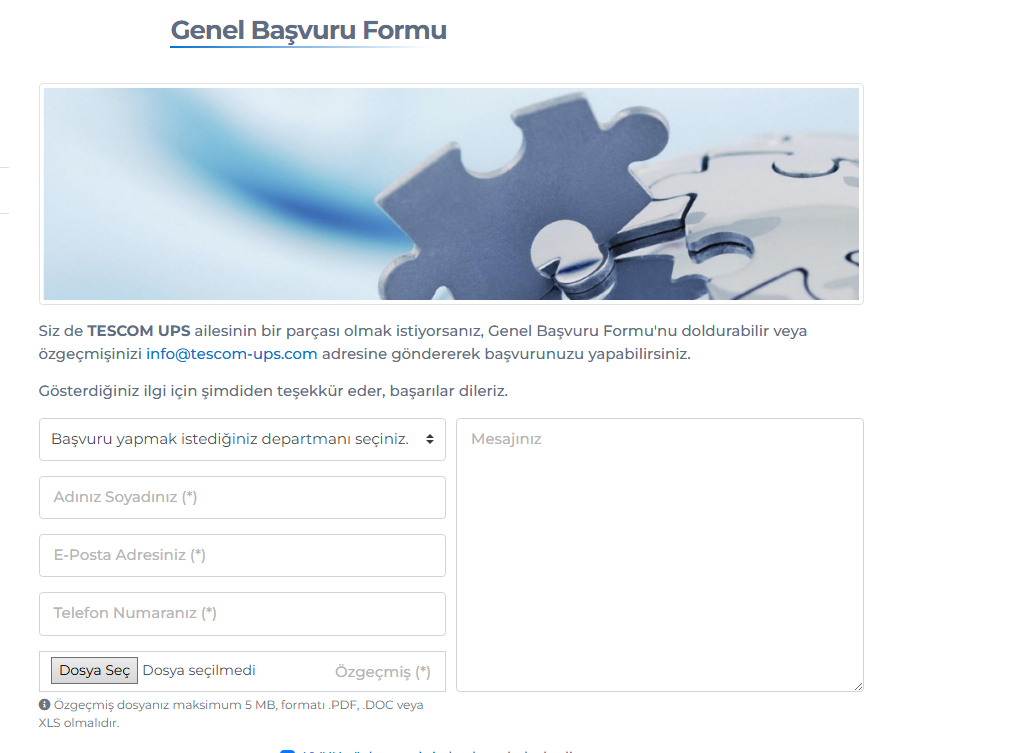 Genel Başvuru Formu
Siz de TESCOM UPS ailesinin bir parçası olmak istiyorsanız, Genel Başvuru Formu'nu doldurabilir veya
özgeçmişinizi info@tescom-ups.com adresine göndererek başvurunuzu yapabilirsiniz.
Gösterdiğiniz ilgi için şimdiden teşekkür eder, başarılar dileriz.
Başvuru yapmak istediğiniz departmanı seçiniz.
Mesajınız
Adınız Soyadınız (*)
E-Posta Adresiniz (*)
Telefon Numaranız (*)
Dosya Seç Dosya seçilmedi Özgeçmiş (*)
Özgeçmiş dosyanız maksimum 5 MB, formatı .PDF, .DOC veya
XLS olmalıdır.